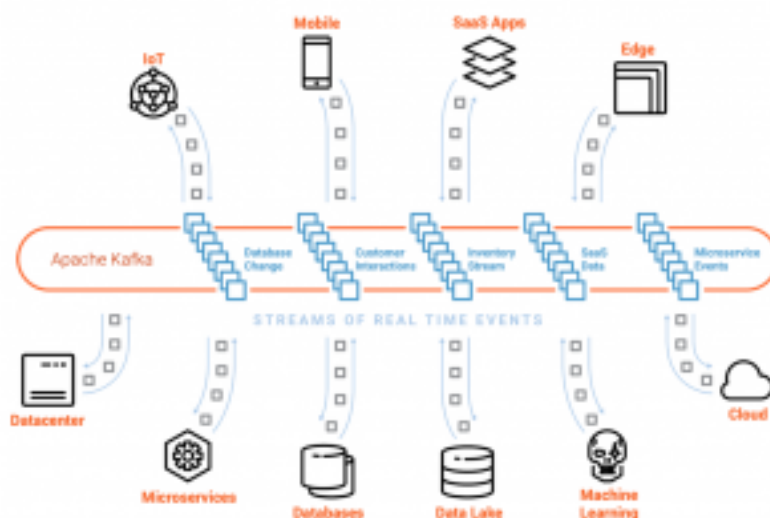 Mobile
SaaS Apps
IoT
Edge
Apache Kafka
Database
Change
Customer
Interactions
Inventory
Stream
SaaS
Data
Microservice
Events
STREAMS OF REAL TIME EVENTS
Datacenter
Cloud
Microservices
Databases
Data Lake
Machine
Learning